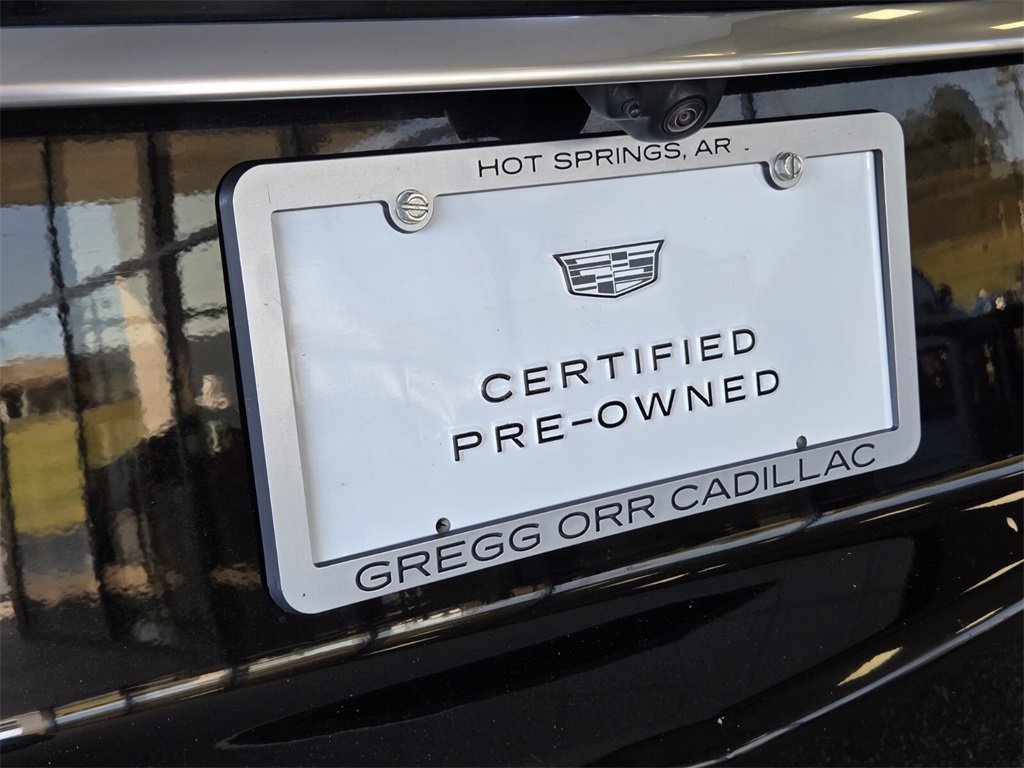 HOT SPRINGS, AR
CERTIFIED
PRE-OWNED
GREGG ORR CADILLAC